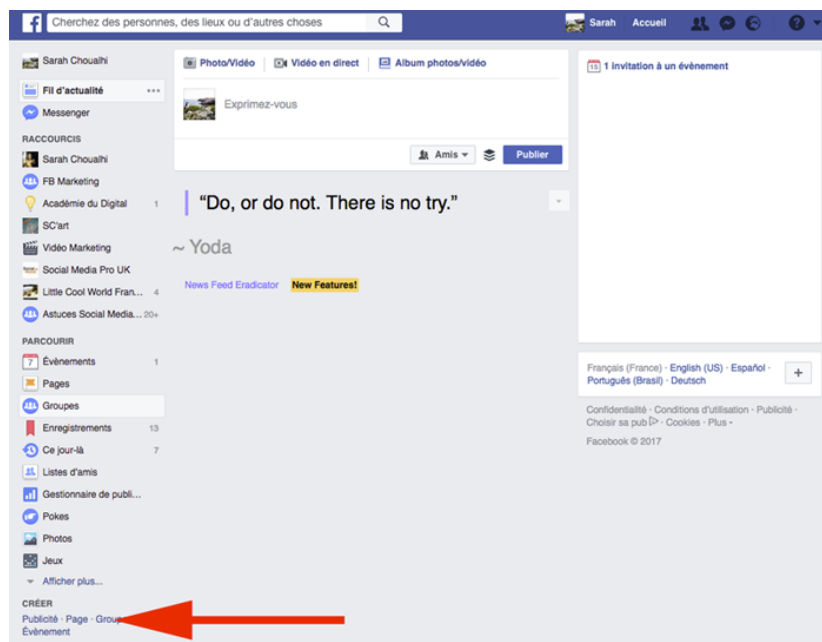 f
Cherchez des personnes, des lieux ou d'autres choses
Sarah Accueil
Sarah Choualhi
Fil d'actualité
Messenger
RACCOURCIS
Sarah Choualhi
FB Marketing
Académie du Digital 1
SC'art
Vidéo Marketing
Social Media Pro UK
Little Cool World Fran... 4
Astuces Social Media... 20+
PARCOURIR
7 Évènements 1
Pages
Groupes
Enregistrements 13
Ce jour-là 7
Listes d'amis
Gestionnaire de publi...
Pokes
Photos
Jeux
Afficher plus...
CRÉER
Publicité · Page · Group
Évènement
Photo/Vidéo
Vidéo en direct
Album photos/vidéo
Exprimez-vous
Amis
Publier
“Do, or do not. There is no try.”
~ Yoda
News Feed Eradicator New Features!
15 1 invitation à un évènement
Français (France) · English (US) · Español ·
Português (Brasil) · Deutsch
+
Confidentialité · Conditions d'utilisation · Publicité ·
Choisir sa pub · Cookies · Plus
Facebook © 2017